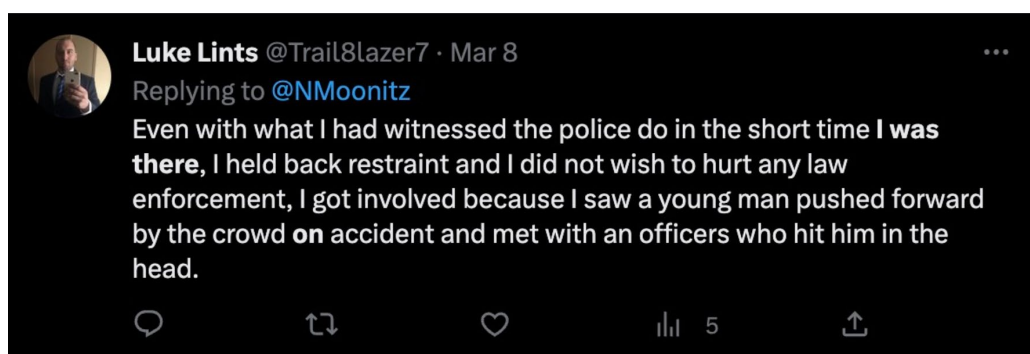 Luke Lints @Trail8lazer7 · Mar 8
Replying to @NMoonitz
Even with what I had witnessed the police do in the short time I was
there, I held back restraint and I did not wish to hurt any law
enforcement, I got involved because I saw a young man pushed forward
by the crowd on accident and met with an officers who hit him in the
head.
5